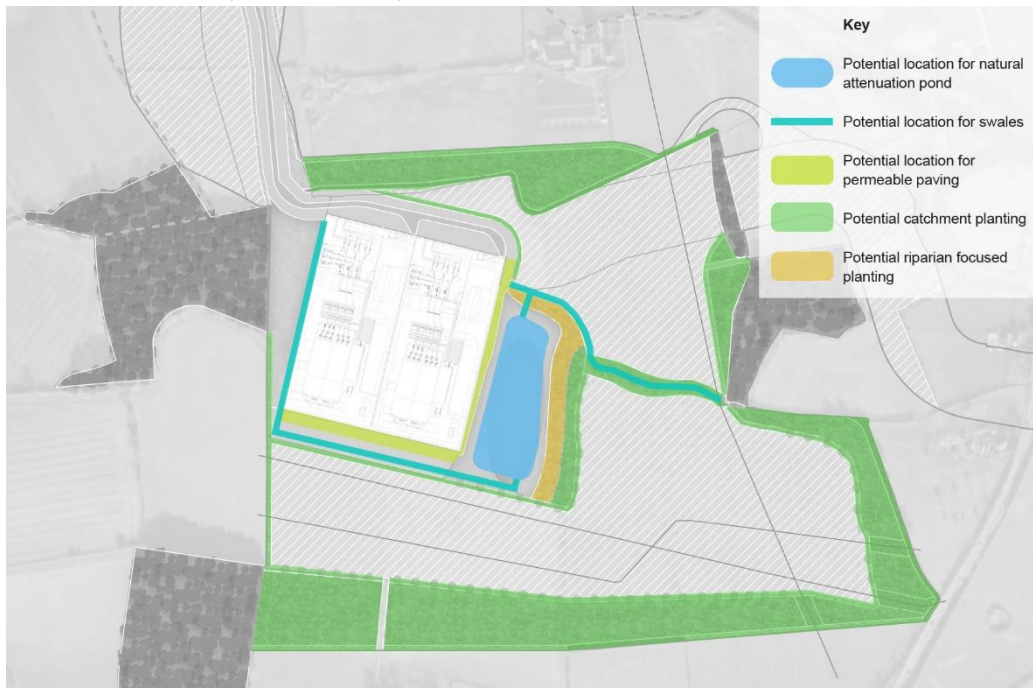 Key
Potential location for natural
attenuation pond
Potential location for swales
Potential location for
permeable paving
Potential catchment planting
Potential riparian focused
planting